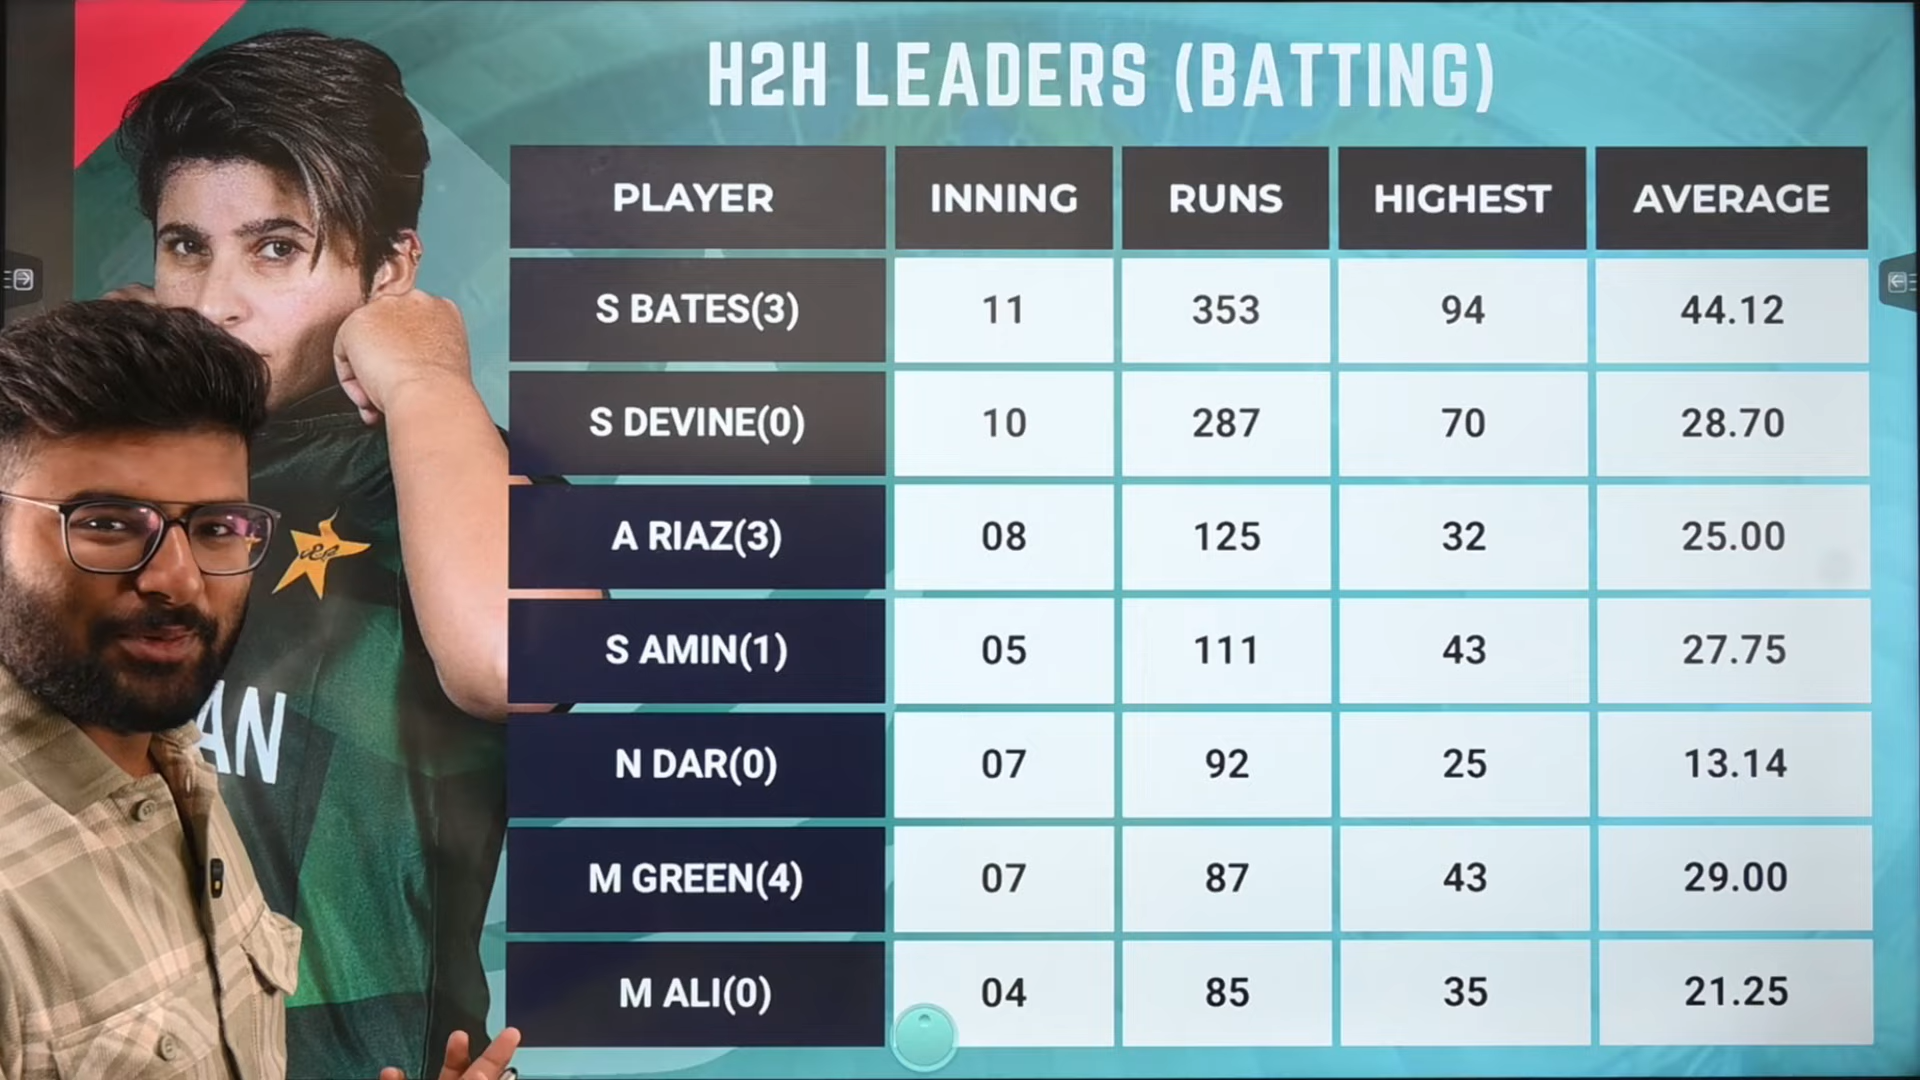 H2H LEADERS (BATTING)
PLAYER INNING RUNS HIGHEST AVERAGE
S BATES(3) 11 353 94 44.12
S DEVINE(0) 10 287 70 28.70
A RIAZ(3) 08 125 32 25.00
S AMIN(1) 05 111 43 27.75
N DAR(0) 07 92 25 13.14
M GREEN(4) 07 87 43 29.00
M ALI(0) 04 85 35 21.25
AN